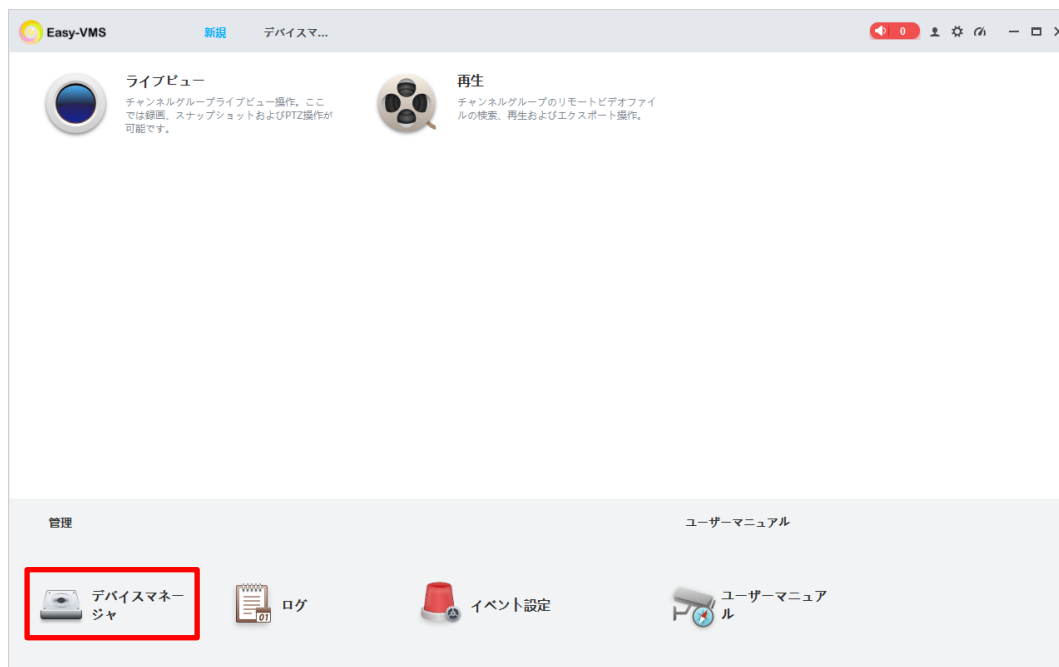 Easy-VMS
新規
デバイスマ...
0
ライブビュー
チャンネルグループライブビュー操作。ここ
では録画、スナップショットおよびPTZ操作が
可能です。
再生
チャンネルグループのリモートビデオファイ
ルの検索、再生およびエクスポート操作。
管理
ユーザーマニュアル
デバイスマネー
ジャ
01
ログ
イベント設定
ユーザーマニュア
ル